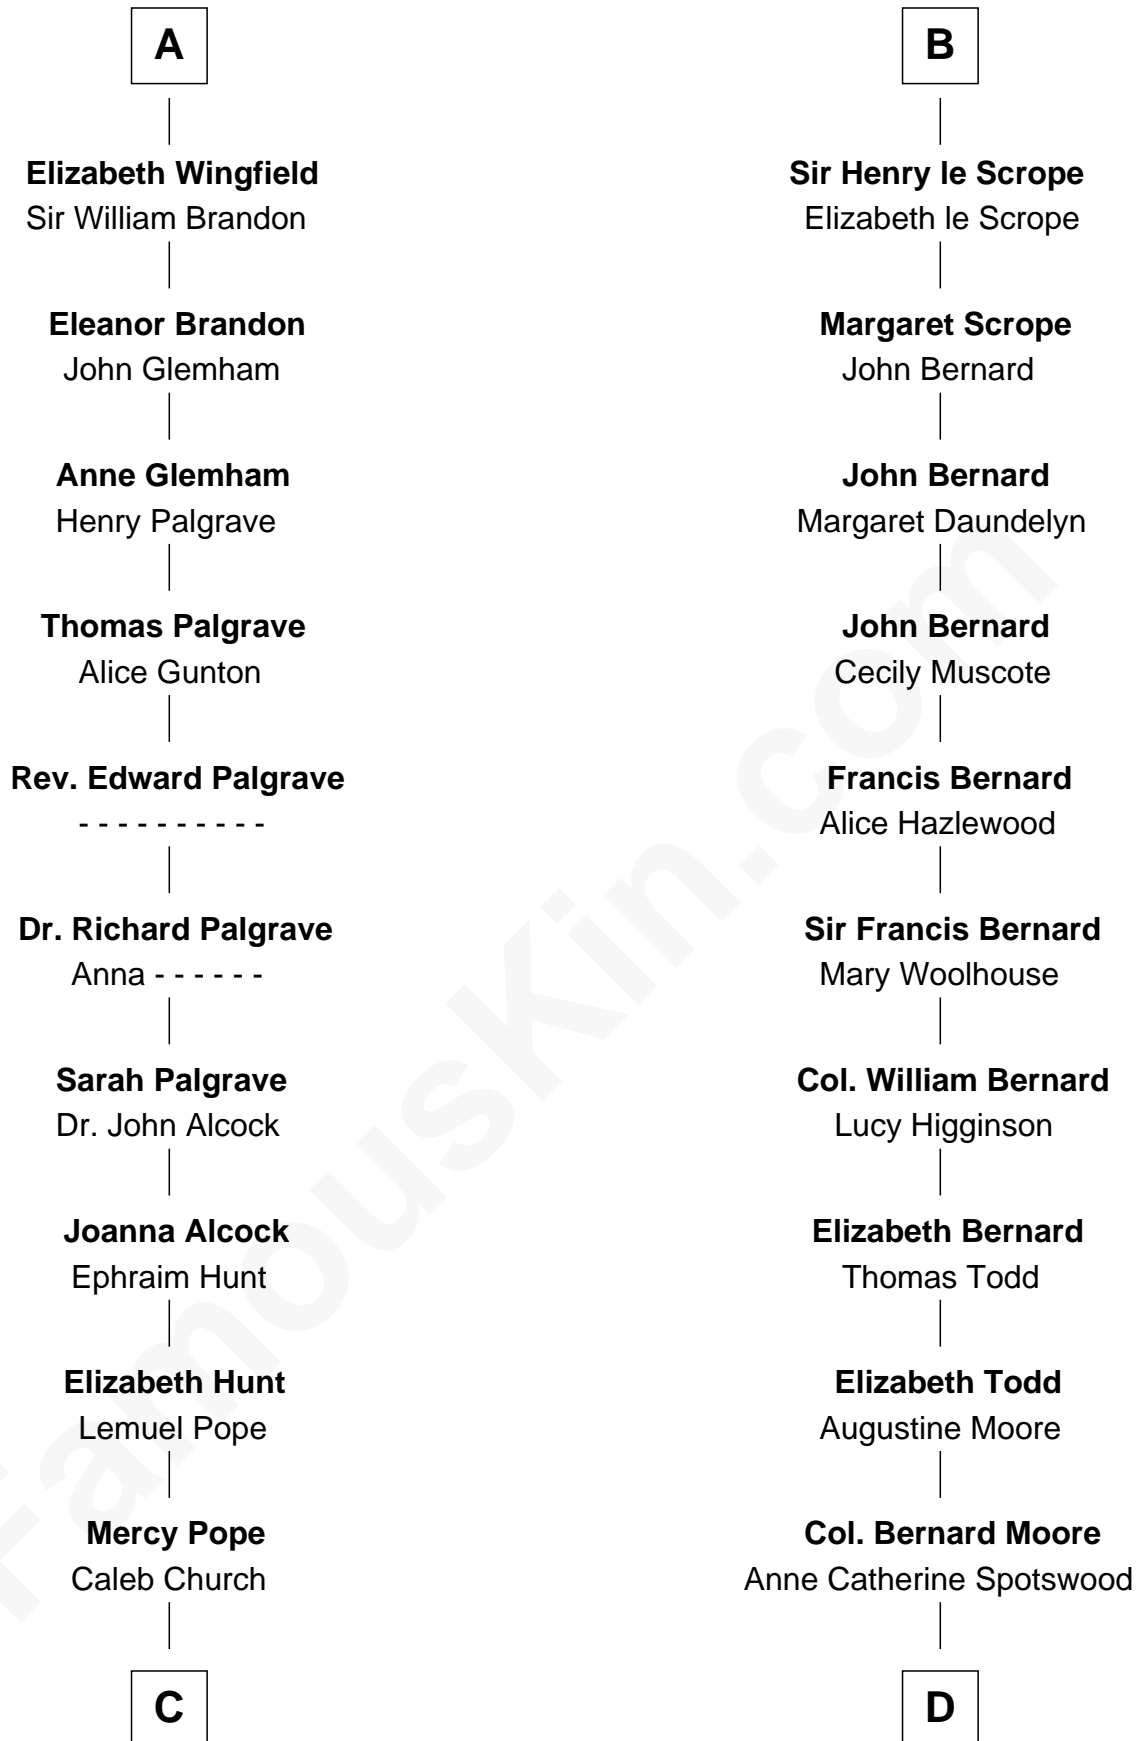 A
Elizabeth Wingfield
Sir William Brandon
Eleanor Brandon
John Glemham
Anne Glemham
Henry Palgrave
Thomas Palgrave
Alice Gunton
Rev. Edward Palgrave
- - - - - - - - - -
Dr. Richard Palgrave
Anna - - - - - -
Sarah Palgrave
Dr. John Alcock
Joanna Alcock
Ephraim Hunt
Elizabeth Hunt
Lemuel Pope
Mercy Pope
Caleb Church
C
B
Sir Henry le Scrope
Elizabeth le Scrope
Margaret Scrope
John Bernard
John Bernard
Margaret Daundelyn
John Bernard
Cecily Muscote
Francis Bernard
Alice Hazlewood
Sir Francis Bernard
Mary Woolhouse
Col. William Bernard
Lucy Higginson
Elizabeth Bernard
Thomas Todd
Elizabeth Todd
Augustine Moore
Col. Bernard Moore
Anne Catherine Spotswood
D
FamousKin.com